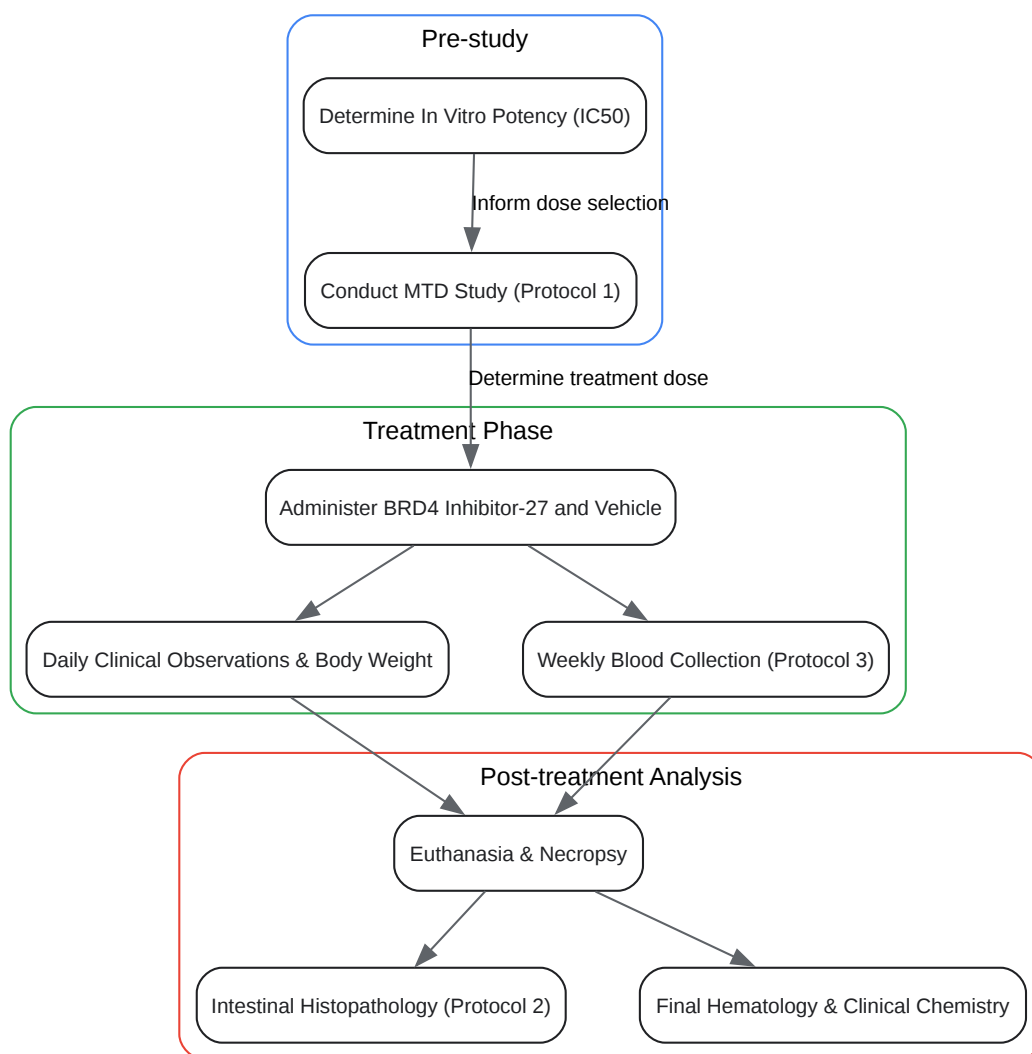 Pre-study
Determine In Vitro Potency (IC50)
Inform dose selection
Conduct MTD Study (Protocol 1)
Determine treatment dose
Treatment Phase
Administer BRD4 Inhibitor-27 and Vehicle
Daily Clinical Observations & Body Weight
Weekly Blood Collection (Protocol 3)
Post-treatment Analysis
Euthanasia & Necropsy
Intestinal Histopathology (Protocol 2)
Final Hematology & Clinical Chemistry